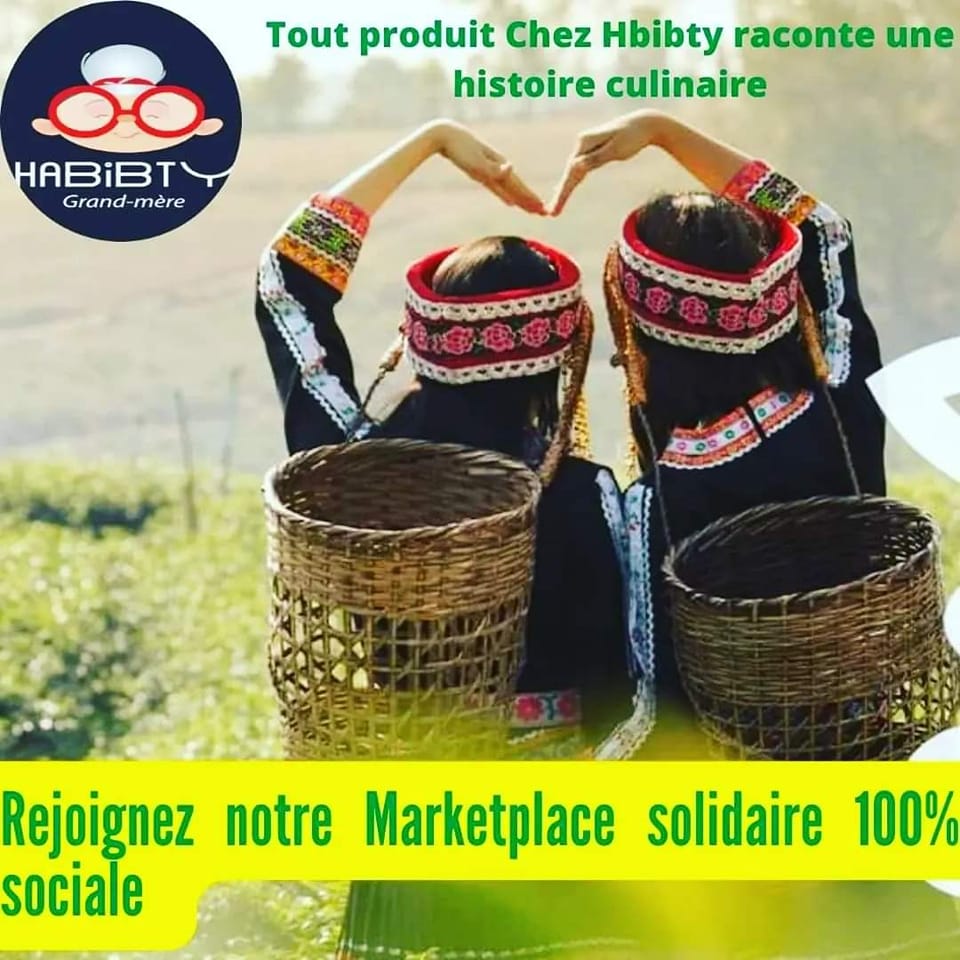 Tout produit Chez Hbibty raconte une
histoire culinaire
HABiBTY
Grand-mère
Rejoignez notre Marketplace solidaire 100%
sociale